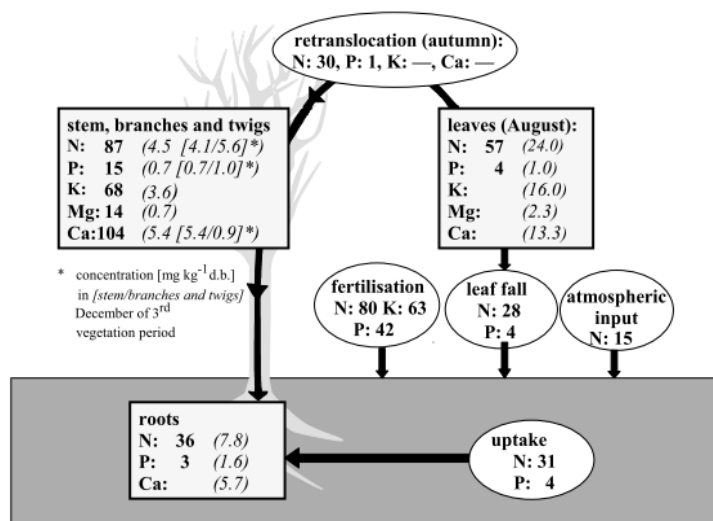 retranslocation (autumn):
N: 30, P: 1, K: —, Ca: —
stem, branches and twigs
N: 87 (4.5 [4.1/5.6]*)
P: 15 (0.7 [0.7/1.0]*)
K: 68 (3.6)
Mg: 14 (0.7)
Ca:104 (5.4 [5.4/0.9]*)
leaves (August):
N: 57 (24.0)
P: 4 (1.0)
K: (16.0)
Mg: (2.3)
Ca: (13.3)
* concentration [mg kg-1 d.b.]
in [stem/branches and twigs]
December of 3rd
vegetation period
fertilisation
N: 80 K: 63
P: 42
leaf fall
N: 28
P: 4
atmospheric
input
N: 15
roots
N: 36 (7.8)
P: 3 (1.6)
Ca: (5.7)
uptake
N: 31
P: 4